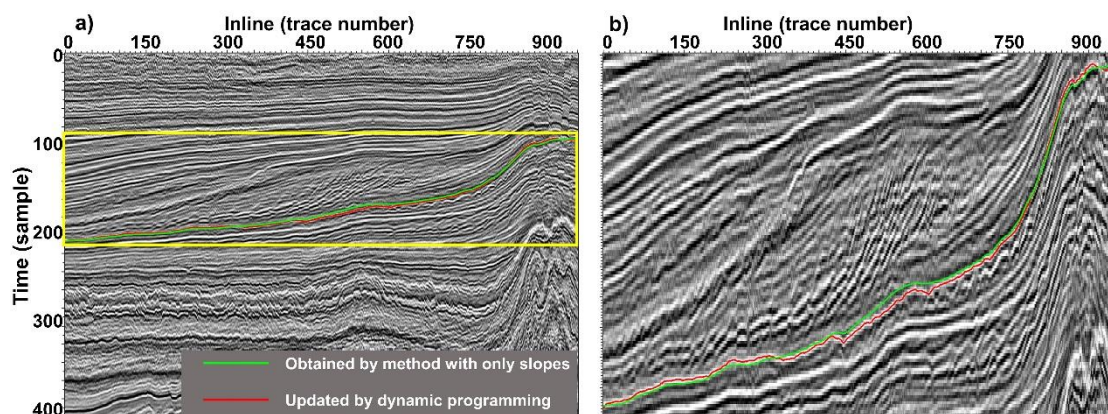 a) Inline (trace number)
0 150 300 450 600 750 900
Time (sample)
0
100
200
300
400
Obtained by method with only slopes
Updated by dynamic programming
b) Inline (trace number)
0 150 300 450 600 750 900